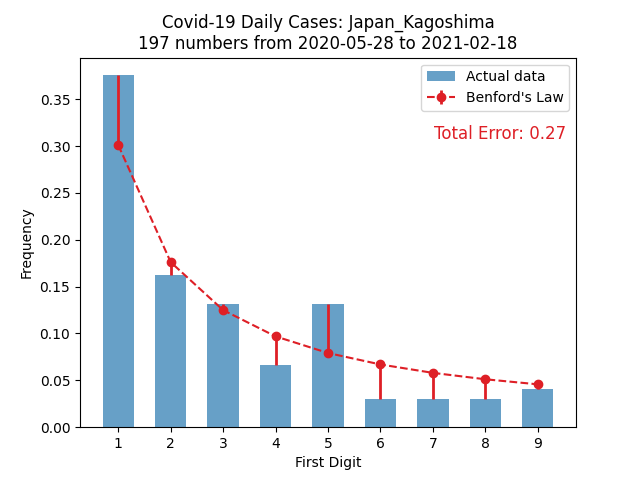 Covid-19 Daily Cases: Japan_Kagoshima
197 numbers from 2020-05-28 to 2021-02-18
Actual data
Benford's Law
Total Error: 0.27
Frequency
0.35
0.30
0.25
0.20
0.15
0.10
0.05
0.00
1 2 3 4 5 6 7 8 9
First Digit